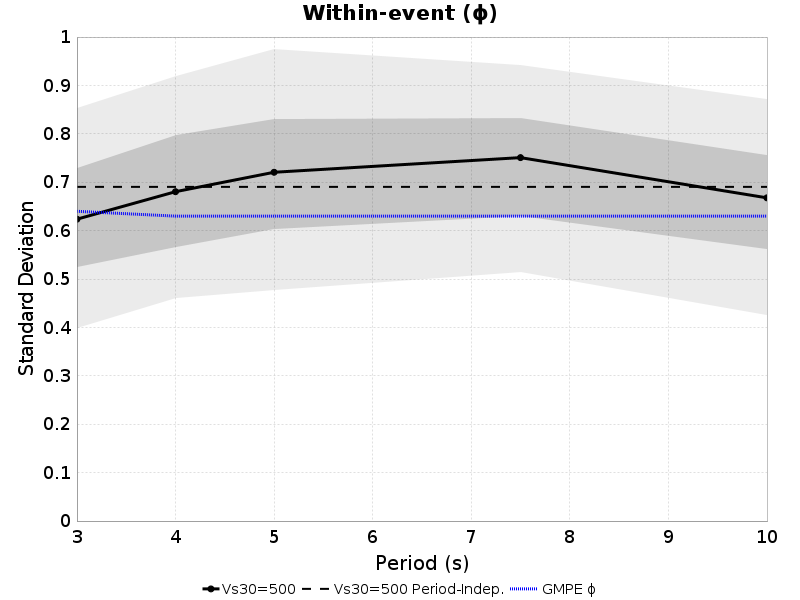 Within-event (ϕ)
1
0.9
0.8
0.7
0.6
0.5
0.4
0.3
0.2
0.1
0
Standard Deviation
3 4 5 6 7 8 9 10
Period (s)
Vs30=500 Vs30=500 Period-Indep. GMPE ϕ